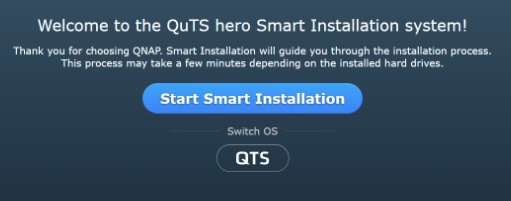 Welcome to the QuTS hero Smart Installation system!
Thank you for choosing QNAP. Smart Installation will guide you through the installation process.
This process may take a few minutes depending on the installed hard drives.
Start Smart Installation
Switch OS
QTS